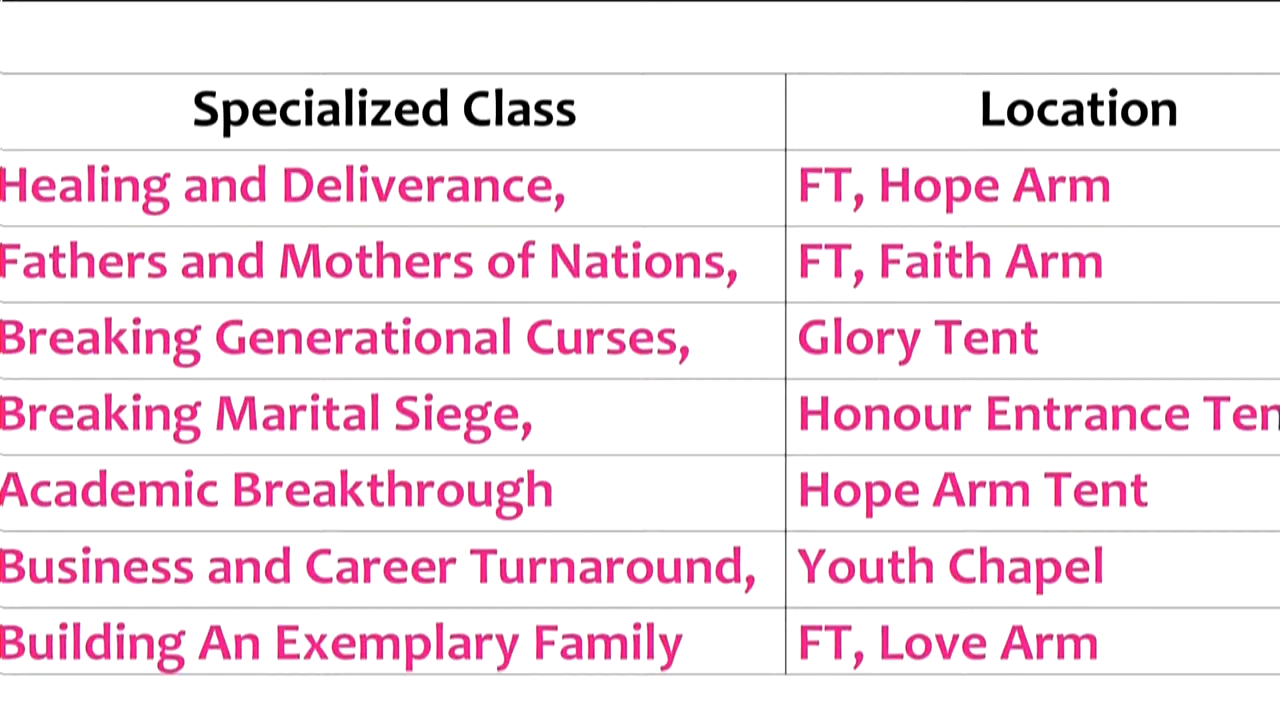 Specialized Class Location
Healing and Deliverance, FT, Hope Arm
Fathers and Mothers of Nations, FT, Faith Arm
Breaking Generational Curses, Glory Tent
Breaking Marital Siege, Honour Entrance Ten
Academic Breakthrough Hope Arm Tent
Business and Career Turnaround, Youth Chapel
Building An Exemplary Family FT, Love Arm